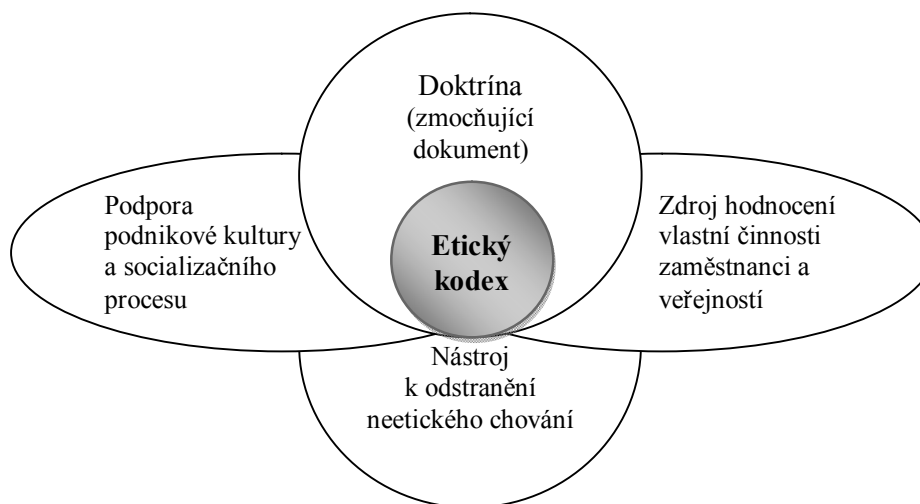 Doktrína
(zmocňující
dokument)
Podpora
podnikové kultury
a socializačního
procesu
Etický
kodex
Zdroj hodnocení
vlastní činnosti
zaměstnanci a
veřejností
Nástroj
k odstranění
neetického chování